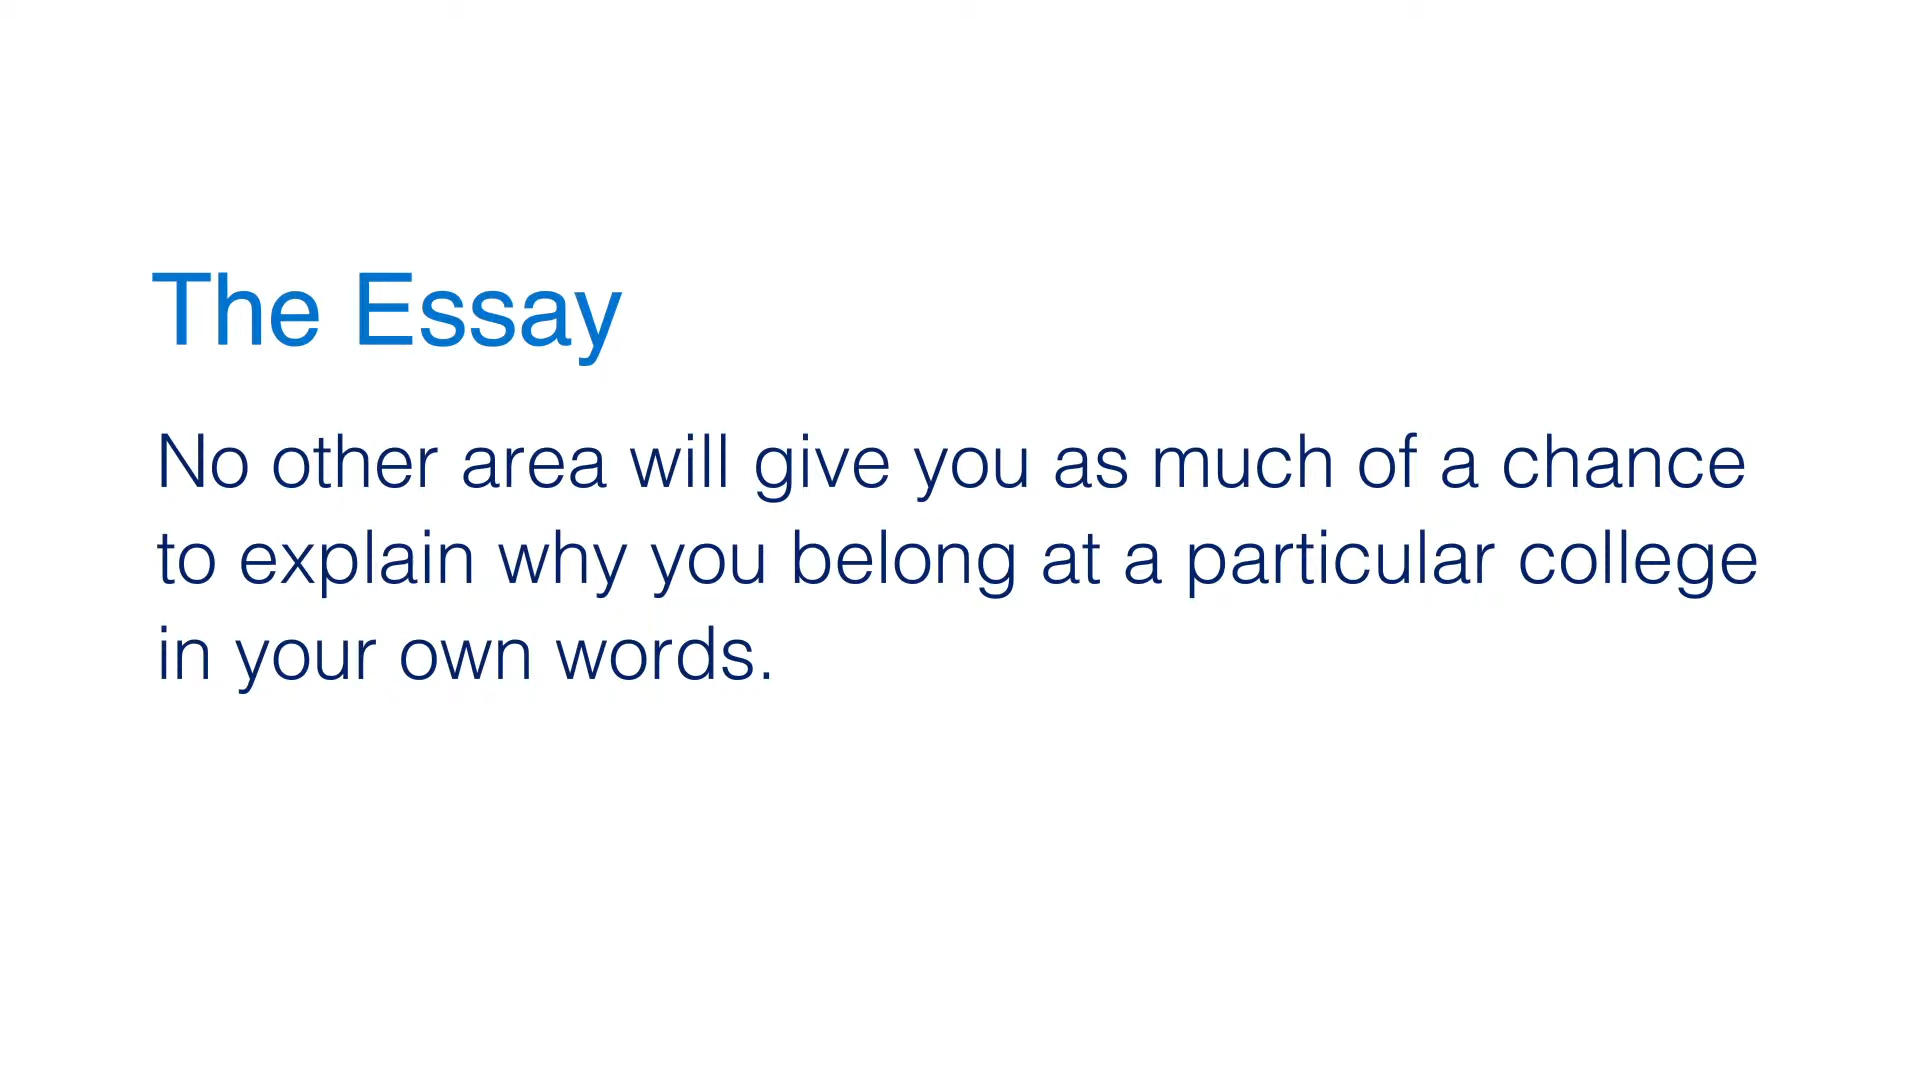 The Essay
No other area will give you as much of a chance
to explain why you belong at a particular college
in your own words.